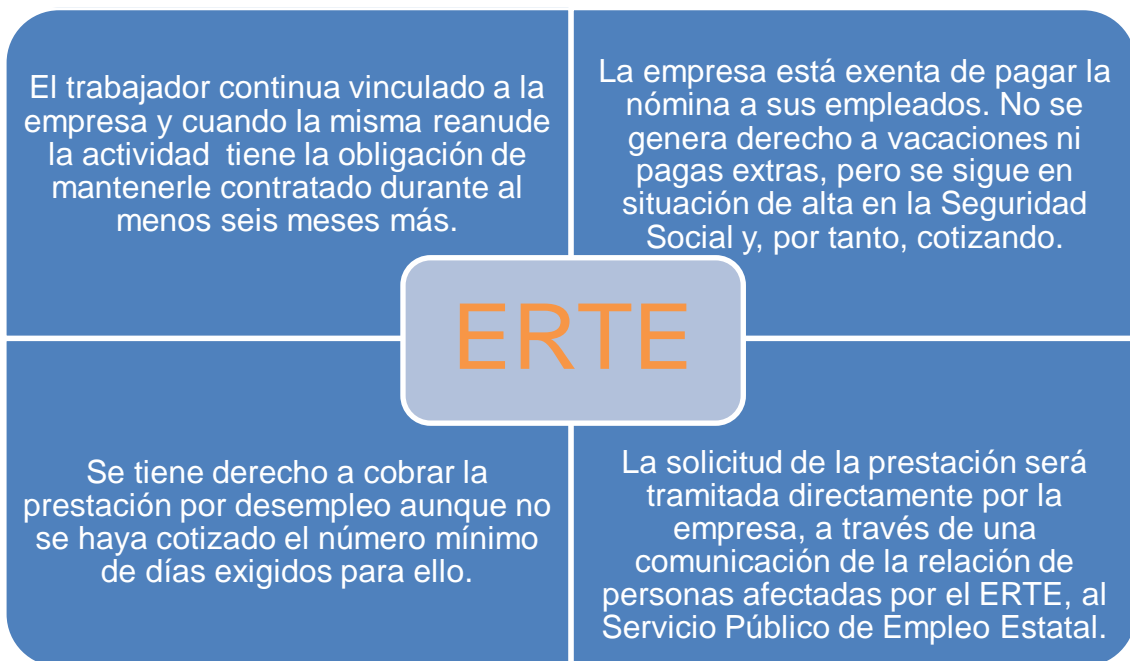 El trabajador continua vinculado a la
empresa y cuando la misma reanude
la actividad tiene la obligación de
mantenerle contratado durante al
menos seis meses más.
La empresa está exenta de pagar la
nómina a sus empleados. No se
genera derecho a vacaciones ni
pagas extras, pero se sigue en
situación de alta en la Seguridad
Social y, por tanto, cotizando.
ERTE
Se tiene derecho a cobrar la
prestación por desempleo aunque no
se haya cotizado el número mínimo
de días exigidos para ello.
La solicitud de la prestación será
tramitada directamente por la
empresa, a través de una
comunicación de la relación de
personas afectadas por el ERTE, al
Servicio Público de Empleo Estatal.